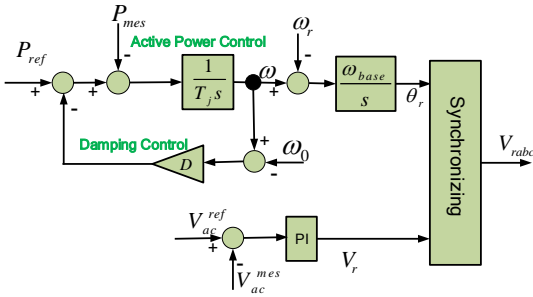 P_mes
ω_r
Active Power Control
P_ref
1
T_j s
ω
ω_base
s
θ_r
+
+
-
+
-
-
Damping Control
D
+
-
ω_0
Synchronizing
V_rabc
V_ac^ref
+
-
PI
V_r
V_ac^mes